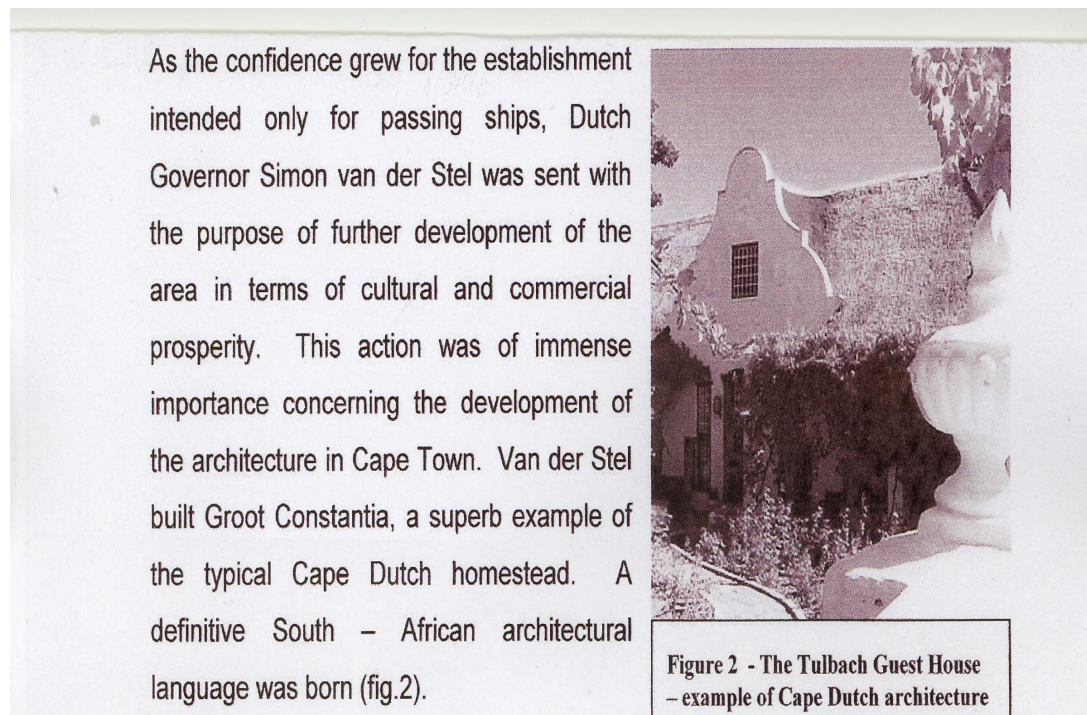 As the confidence grew for the establishment
intended only for passing ships, Dutch
Governor Simon van der Stel was sent with
the purpose of further development of the
area in terms of cultural and commercial
prosperity. This action was of immense
importance concerning the development of
the architecture in Cape Town. Van der Stel
built Groot Constantia, a superb example of
the typical Cape Dutch homestead. A
definitive South – African architectural
language was born (fig.2).
Figure 2 - The Tulbach Guest House
– example of Cape Dutch architecture